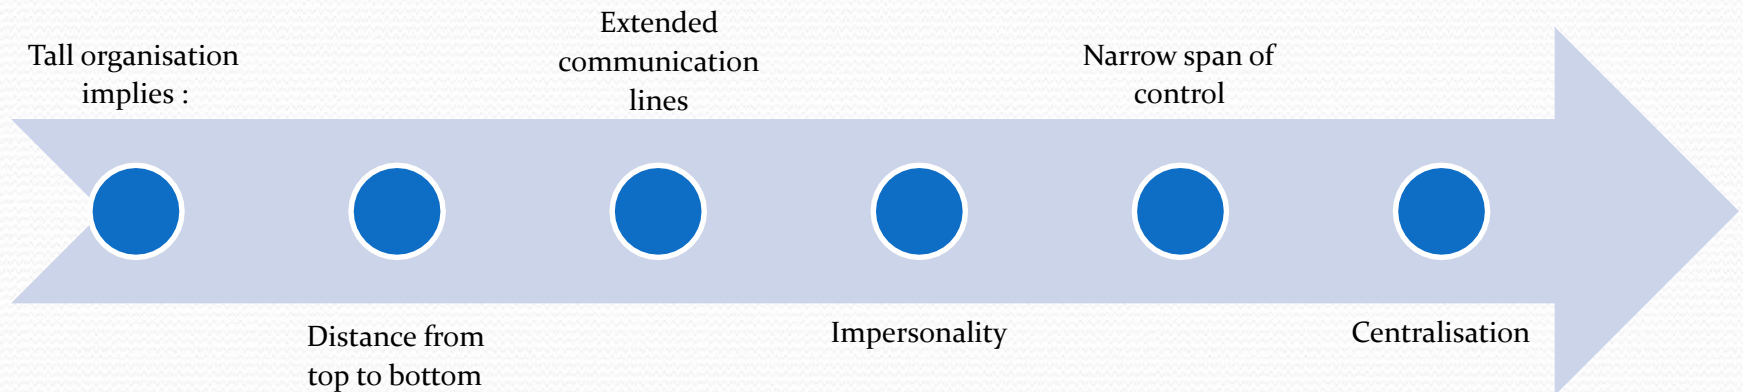 Tall organisation
implies :
Distance from
top to bottom
Extended
communication
lines
Impersonality
Narrow span of
control
Centralisation